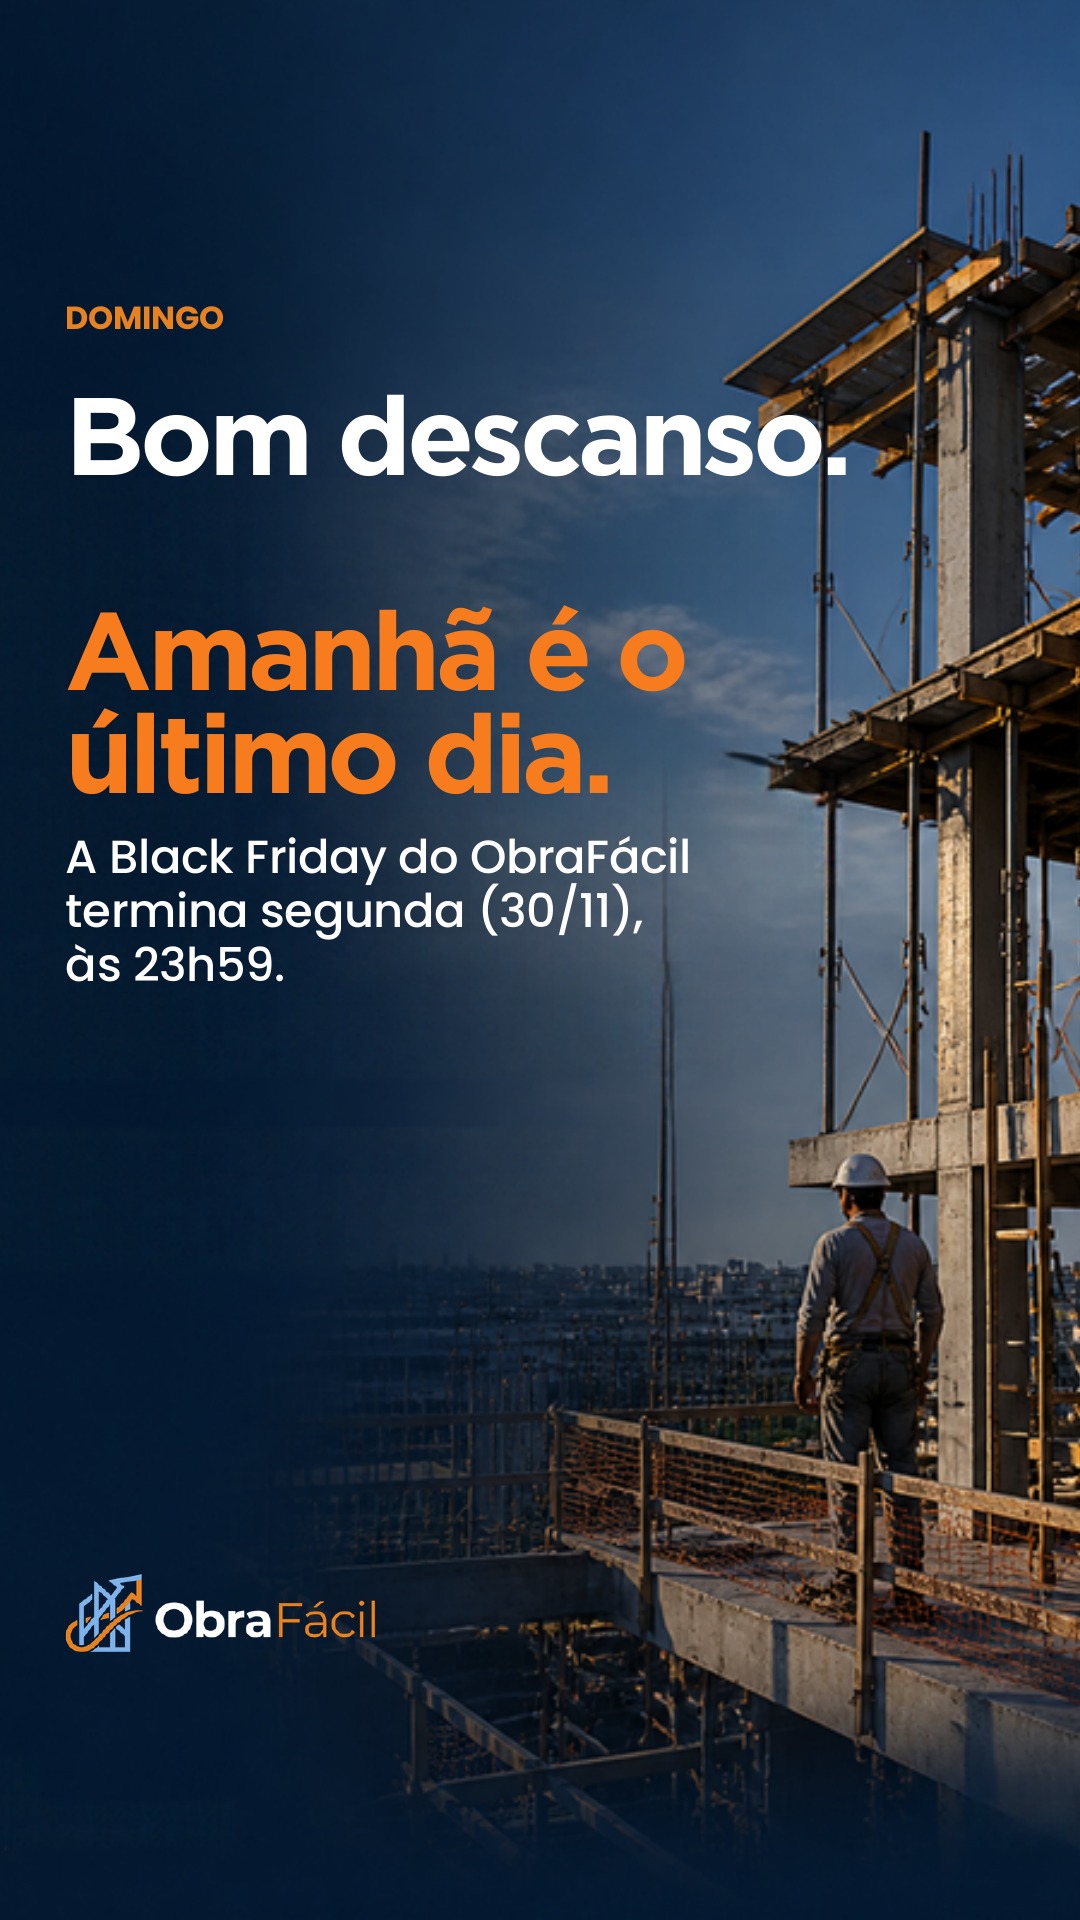 DOMINGO
Bom descanso.
Amanhã é o
último dia.
A Black Friday do ObraFácil
termina segunda (30/11),
às 23h59.
ObraFácil